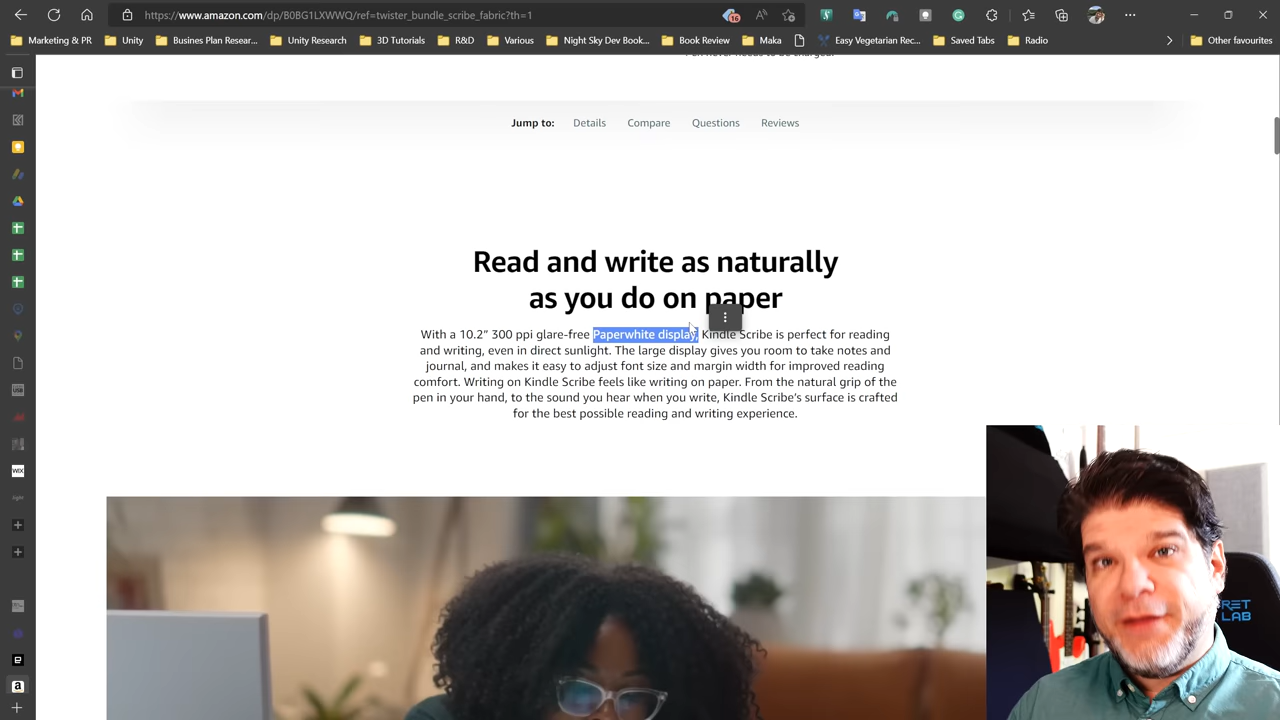 https://www.amazon.com/dp/B0BG1LXWWQ/ref=twister_bundle_scribe_fabric?th=1
16
Marketing & PR
Unity
Busines Plan Resear...
Unity Research
3D Tutorials
R&D
Various
Night Sky Dev Book...
Book Review
Maka
Easy Vegetarian Rec...
Saved Tabs
Radio
Other favourites
Jump to: Details Compare Questions Reviews
Read and write as naturally
as you do on paper
With a 10.2" 300 ppi glare-free Paperwhite display, Kindle Scribe is perfect for reading
and writing, even in direct sunlight. The large display gives you room to take notes and
journal, and makes it easy to adjust font size and margin width for improved reading
comfort. Writing on Kindle Scribe feels like writing on paper. From the natural grip of the
pen in your hand, to the sound you hear when you write, Kindle Scribe's surface is crafted
for the best possible reading and writing experience.
WIX
RET
LAB